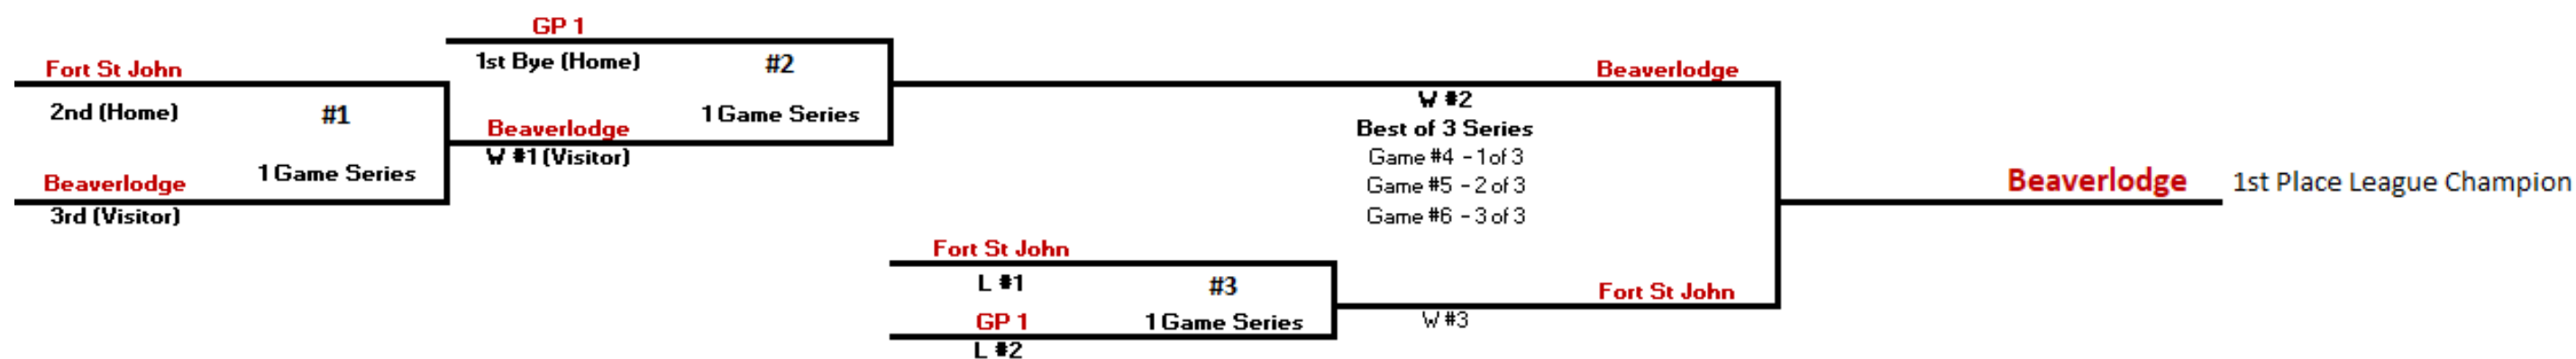 GP 1
1st Bye (Home)
#2
Fort St John
2nd (Home)
#1
1 Game Series
Beaverlodge
W #1 (Visitor)
1 Game Series
Beaverlodge
3rd (Visitor)
Beaverlodge
W #2
Best of 3 Series
Game #4 - 1 of 3
Game #5 - 2 of 3
Game #6 - 3 of 3
Beaverlodge 1st Place League Champion
Fort St John
L #1
#3
GP 1
1 Game Series
L #2
Fort St John
W #3